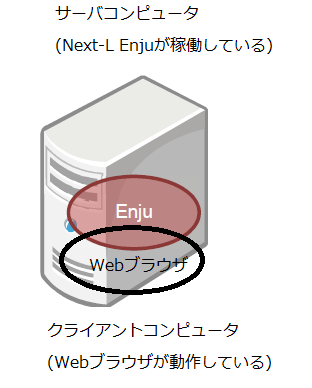 サーバコンピュータ
(Next-L Enjuが稼働している)
Enju
Webブラウザ
クライアントコンピュータ
(Webブラウザが動作している)